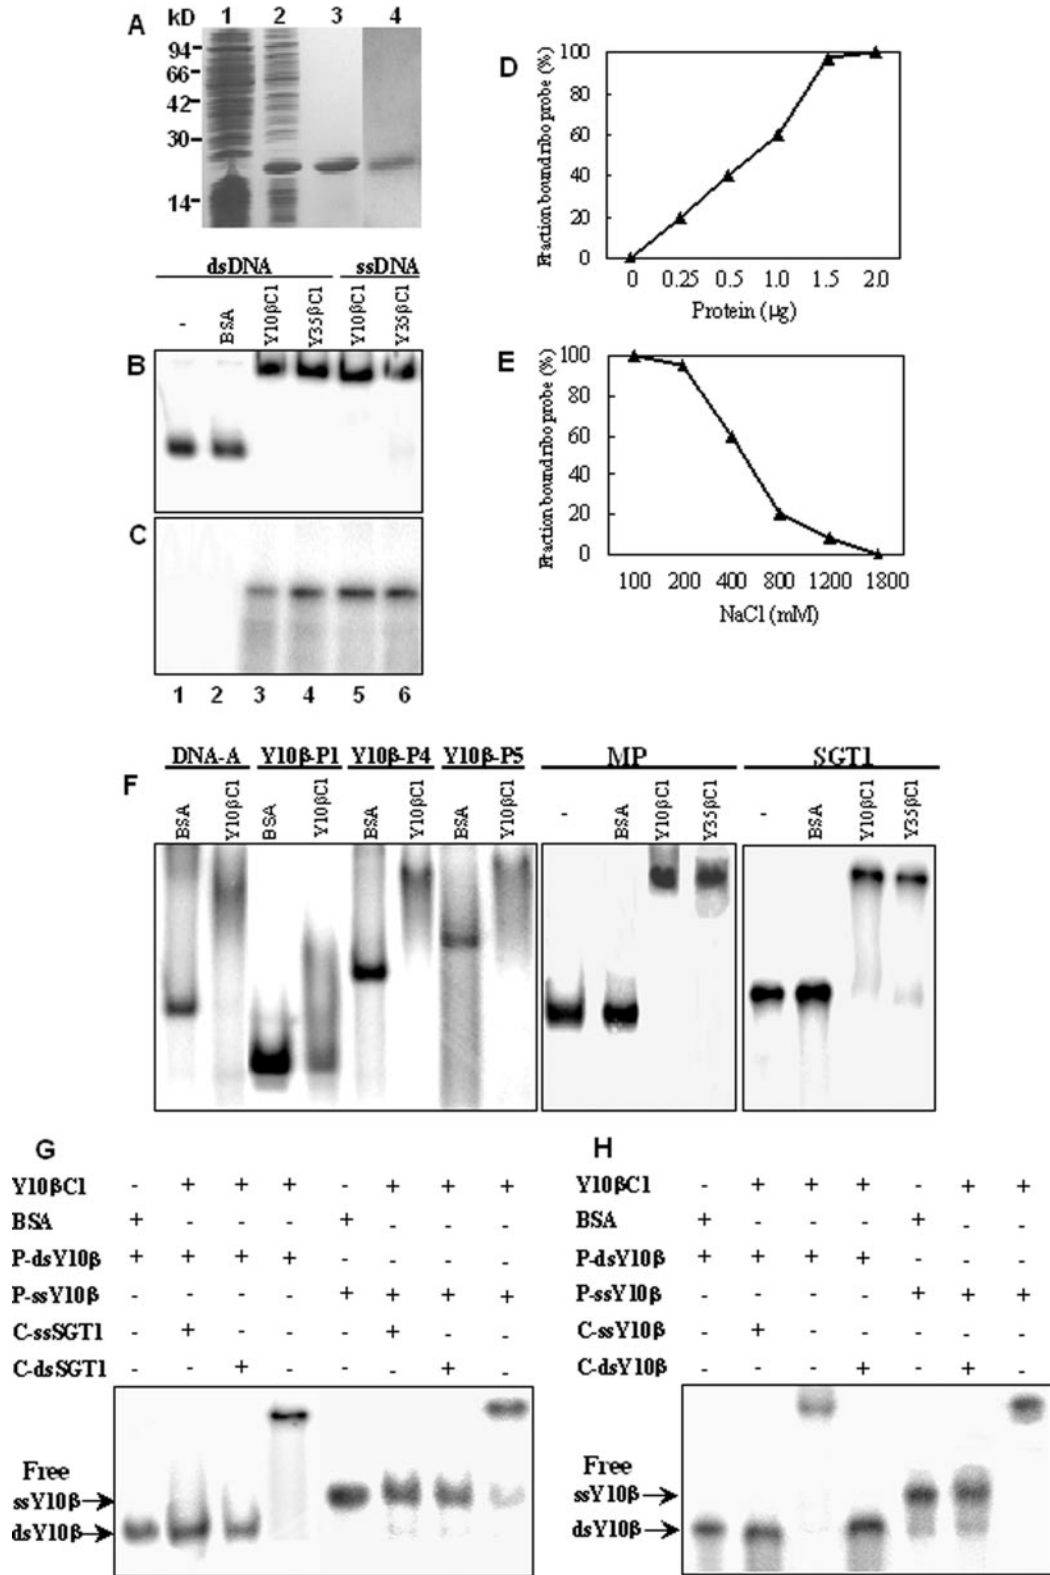 A
kD 1 2 3 4
94
66
42
30
14
dsDNA ssDNA
- BSA Y10βC1 Y35βC1 Y10βC1 Y35βC1
B
C
1 2 3 4 5 6
D
Fraction bound ribo probe (%)
100
80
60
40
20
0
0 0.25 0.5 1.0 1.5 2.0
Protein (μg)
E
Fraction bound ribo probe (%)
100
80
60
40
20
0
100 200 400 800 1200 1800
NaCl (mM)
F
DNA-A Y10β-P1 Y10β-P4 Y10β-P5 MP SGT1
BSA Y10βC1 BSA Y10βC1 BSA Y10βC1 BSA Y10βC1 - BSA Y10βC1 Y35βC1 - BSA Y10βC1 Y35βC1
G
Y10βC1 - + + + - + + +
BSA + - - - + - - -
P-dsY10β + + + + - - - -
P-ssY10β - - - - + + + +
C-ssSGT1 - + - - - + - -
C-dsSGT1 - - + - - - + -
Free
ssY10β
dsY10β
H
Y10βC1 - + + + - + +
BSA + - - - + - -
P-dsY10β + + + + - - -
P-ssY10β - - - - + + +
C-ssY10β - + - - - - -
C-dsY10β - - - + - + -
Free
ssY10β
dsY10β